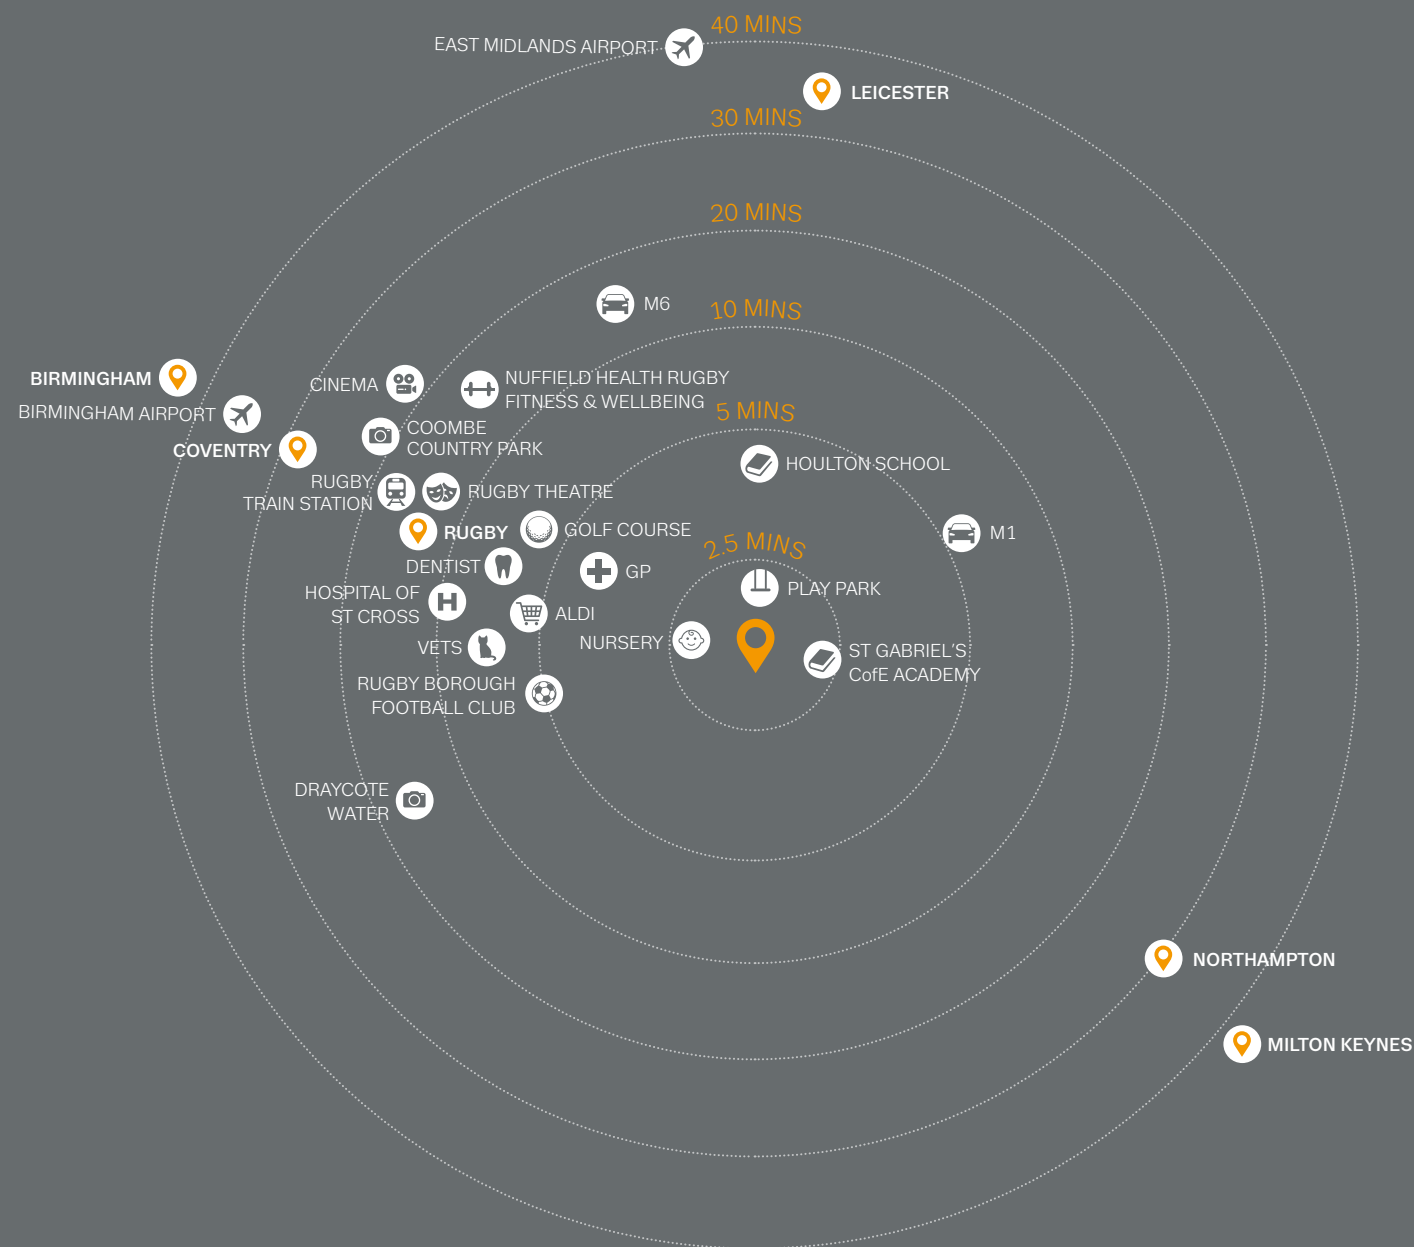 40 MINS
EAST MIDLANDS AIRPORT
LEICESTER
30 MINS
20 MINS
M6
10 MINS
BIRMINGHAM
CINEMA
NUFFIELD HEALTH RUGBY
FITNESS & WELLBEING
BIRMINGHAM AIRPORT
5 MINS
COOMBE
COUNTRY PARK
COVENTRY
HOULTON SCHOOL
RUGBY
TRAIN STATION
RUGBY THEATRE
RUGBY
GOLF COURSE
M1
2.5 MINS
DENTIST
GP
PLAY PARK
HOSPITAL OF
ST CROSS
H
ALDI
NURSERY
VETS
ST GABRIEL'S
CofE ACADEMY
RUGBY BOROUGH
FOOTBALL CLUB
DRAYCOTE
WATER
NORTHAMPTON
MILTON KEYNES